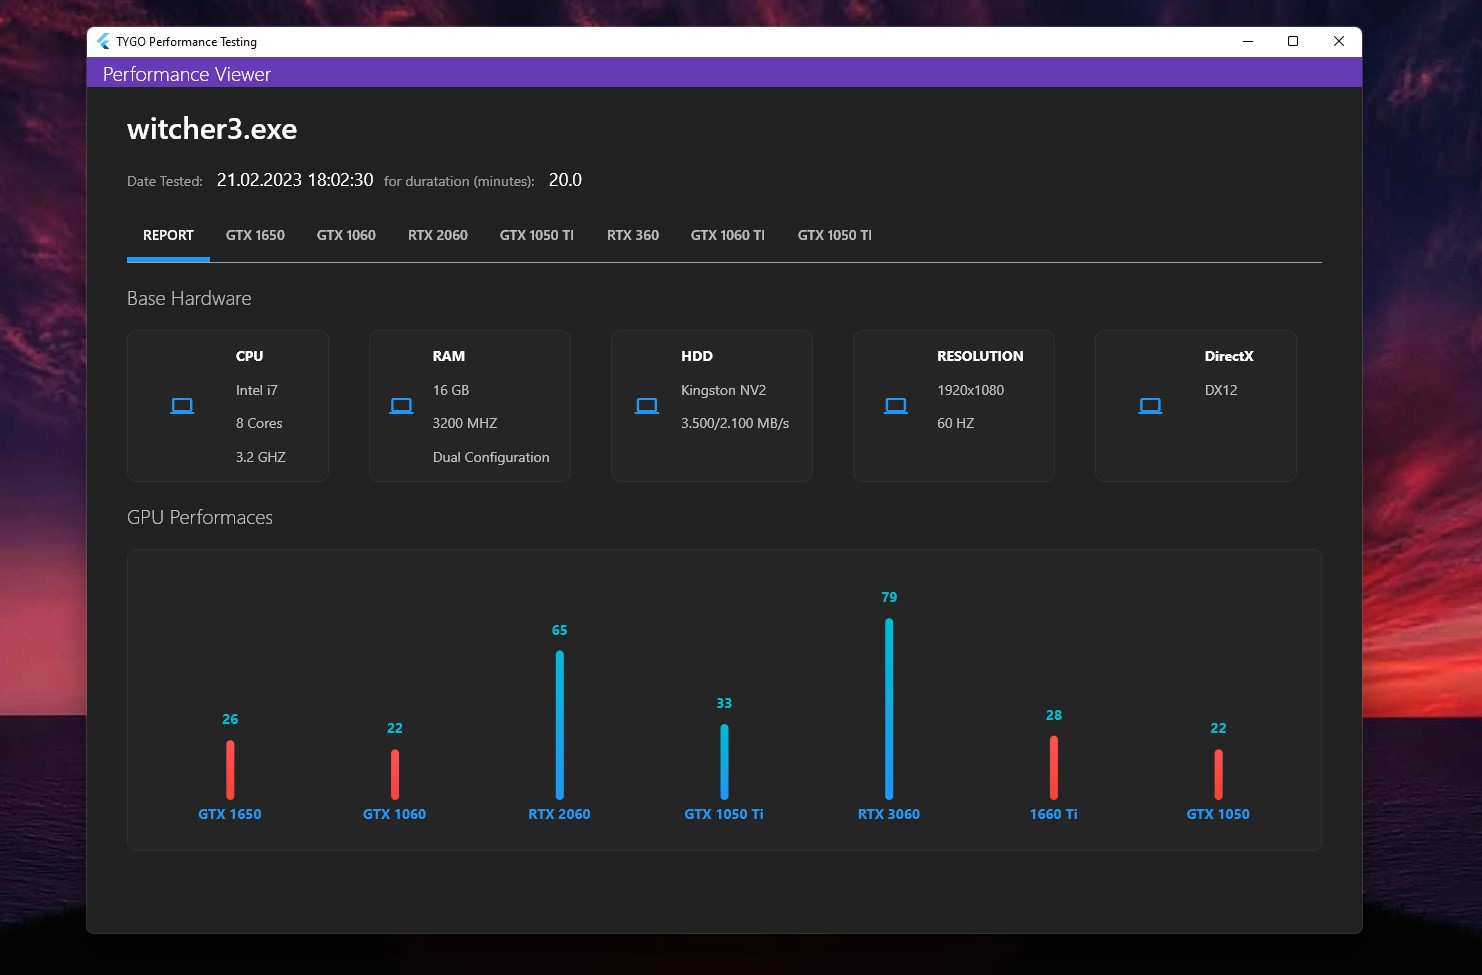 TYGO Performance Testing
Performance Viewer
witcher3.exe
Date Tested: 21.02.2023 18:02:30 for duratation (minutes): 20.0
REPORT GTX 1650 GTX 1060 RTX 2060 GTX 1050 TI RTX 360 GTX 1060 TI GTX 1050 TI
Base Hardware
CPU
Intel i7
8 Cores
3.2 GHZ
RAM
16 GB
3200 MHZ
Dual Configuration
HDD
Kingston NV2
3.500/2.100 MB/s
RESOLUTION
1920x1080
60 HZ
DirectX
DX12
GPU Performaces
26 22 65 33 79 28 22
GTX 1650 GTX 1060 RTX 2060 GTX 1050 Ti RTX 3060 1660 Ti GTX 1050